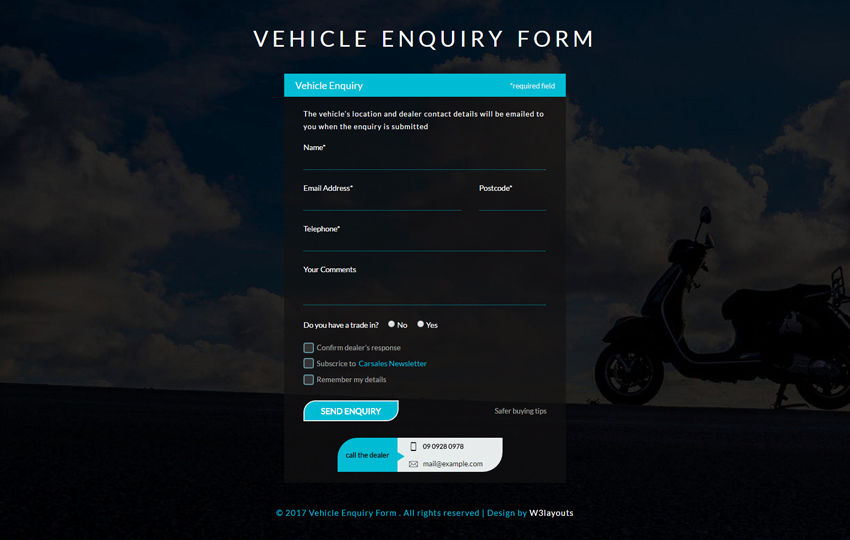 VEHICLE ENQUIRY FORM
Vehicle Enquiry *required field
The vehicle's location and dealer contact details will be emailed to
you when the enquiry is submitted
Name*
Email Address* Postcode*
Telephone*
Your Comments
Do you have a trade in? No Yes
Confirm dealer's response
Subscrice to Carsales Newsletter
Remember my details
SEND ENQUIRY Safer buying tips
call the dealer
09 0928 0978
mail@example.com
© 2017 Vehicle Enquiry Form . All rights reserved | Design by W3layouts